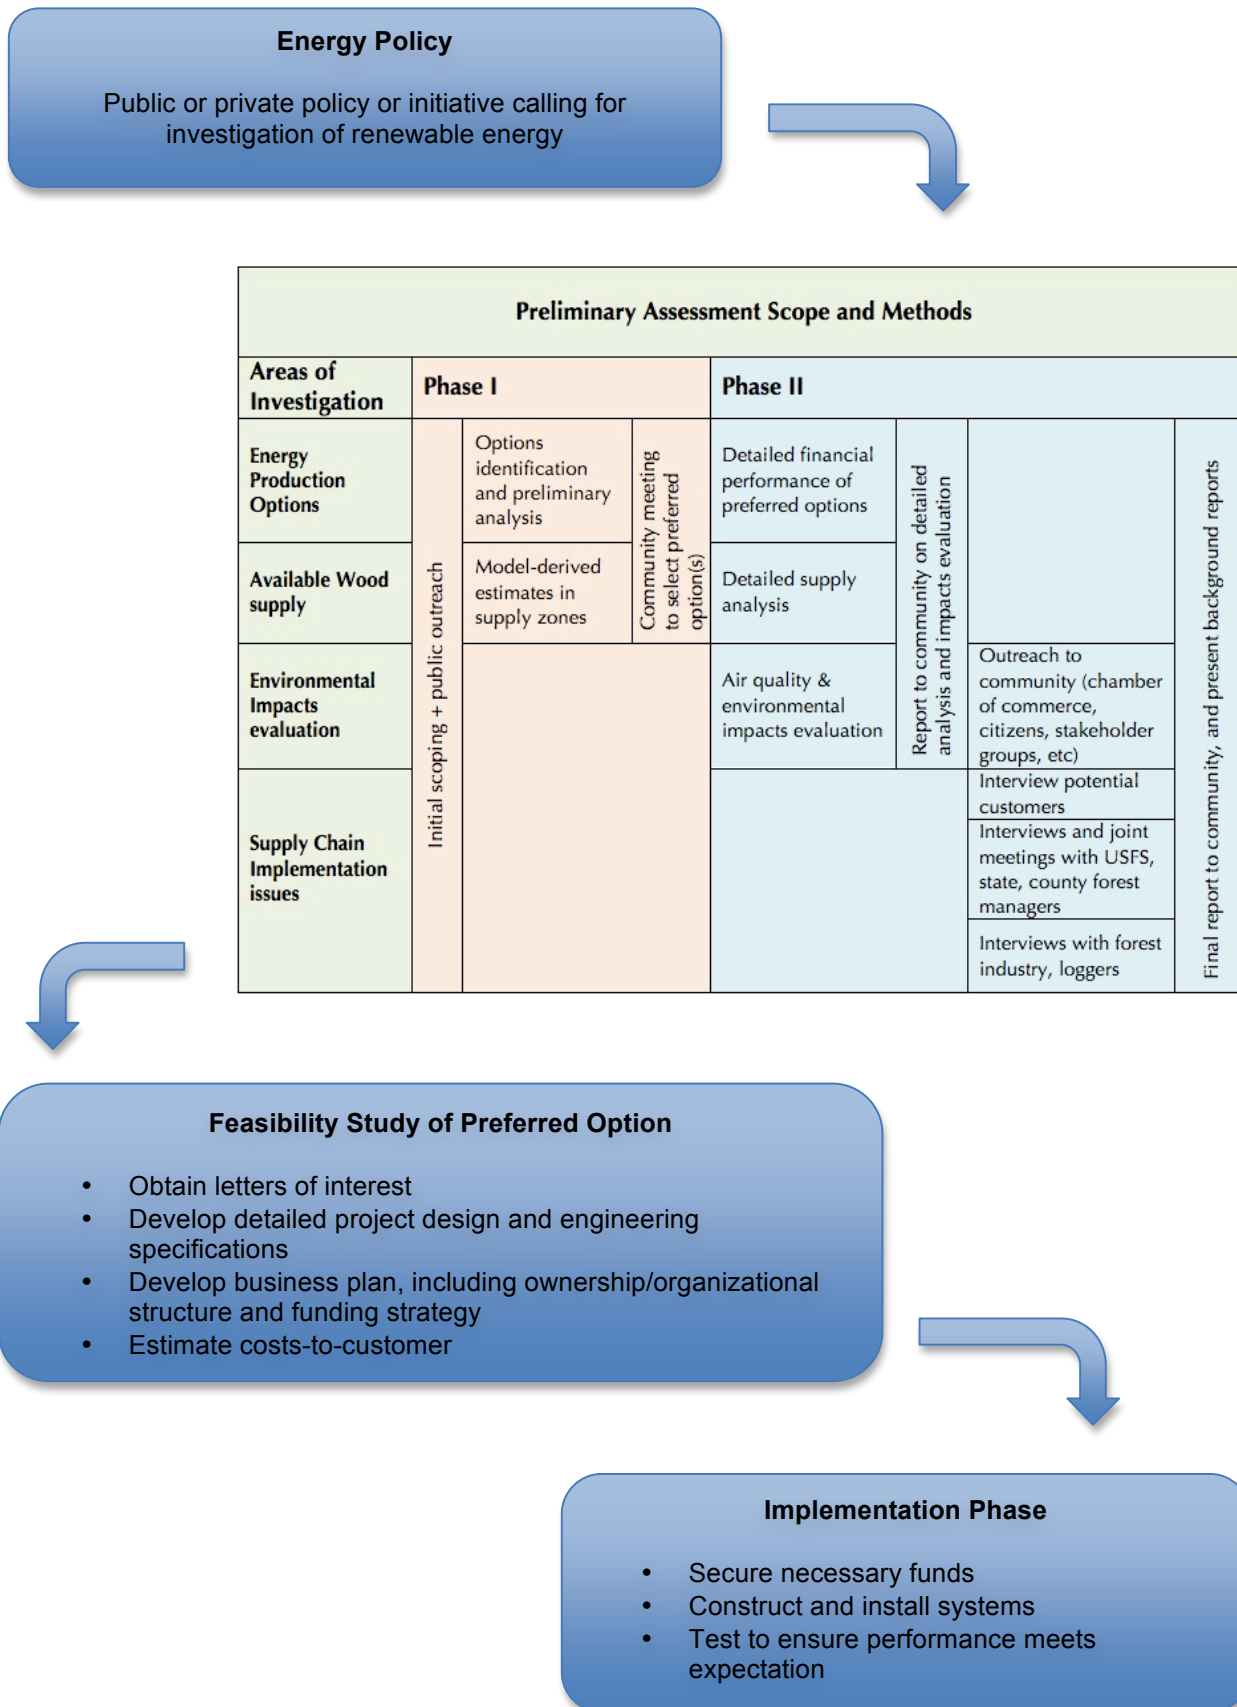 Energy Policy
Public or private policy or initiative calling for
investigation of renewable energy
Preliminary Assessment Scope and Methods
Areas of
Investigation
Phase I
Phase II
Energy
Production
Options
Initial scoping + public outreach
Options
identification
and preliminary
analysis
Community meeting
to select preferred
option(s)
Detailed financial
performance of
preferred options
Report to community on detailed
analysis and impacts evaluation
Final report to community, and present background reports
Available Wood
supply
Model-derived
estimates in
supply zones
Detailed supply
analysis
Environmental
Impacts
evaluation
Air quality &
environmental
impacts evaluation
Outreach to
community (chamber
of commerce,
citizens, stakeholder
groups, etc)
Supply Chain
Implementation
issues
Interview potential
customers
Interviews and joint
meetings with USFS,
state, county forest
managers
Interviews with forest
industry, loggers
Feasibility Study of Preferred Option
• Obtain letters of interest
• Develop detailed project design and engineering
specifications
• Develop business plan, including ownership/organizational
structure and funding strategy
• Estimate costs-to-customer
Implementation Phase
• Secure necessary funds
• Construct and install systems
• Test to ensure performance meets
expectation